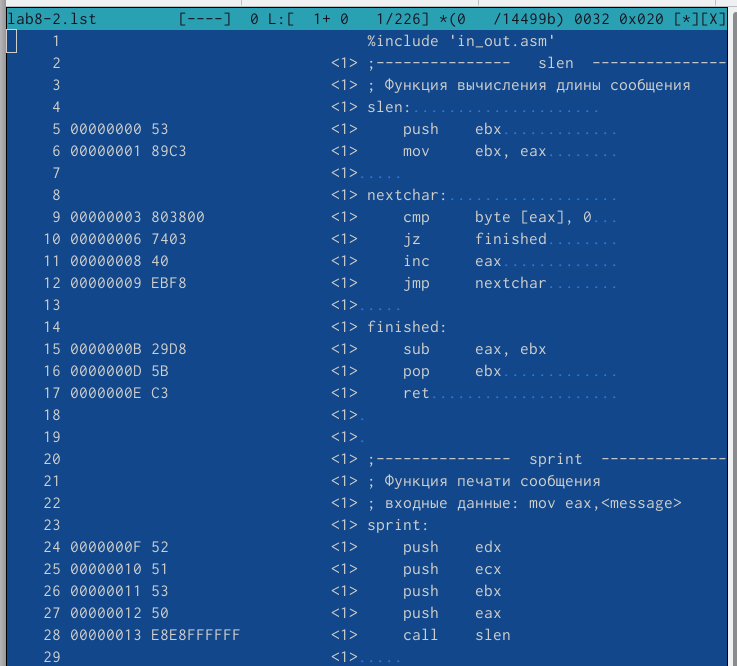 lab8-2.lst [----] 0 L:[ 1+ 0 1/226] *(0 /14499b) 0032 0x020 [*][X]
1 %include 'in_out.asm'
2 <1> ;--------------- slen ---------------
3 <1> ; Функция вычисления длины сообщения
4 <1> slen:.....................
5 00000000 53 <1> push ebx.............
6 00000001 89C3 <1> mov ebx, eax........
7 <1>.....
8 <1> nextchar:...................
9 00000003 803800 <1> cmp byte [eax], 0...
10 00000006 7403 <1> jz finished........
11 00000008 40 <1> inc eax.............
12 00000009 EBF8 <1> jmp nextchar........
13 <1>.....
14 <1> finished:
15 0000000B 29D8 <1> sub eax, ebx
16 0000000D 5B <1> pop ebx.............
17 0000000E C3 <1> ret.....................
18 <1>.
19 <1>.
20 <1> ;--------------- sprint --------------
21 <1> ; Функция печати сообщения
22 <1> ; входные данные: mov eax,<message>
23 <1> sprint:
24 0000000F 52 <1> push edx
25 00000010 51 <1> push ecx
26 00000011 53 <1> push ebx
27 00000012 50 <1> push eax
28 00000013 E8E8FFFFFF <1> call slen
29 <1>.....